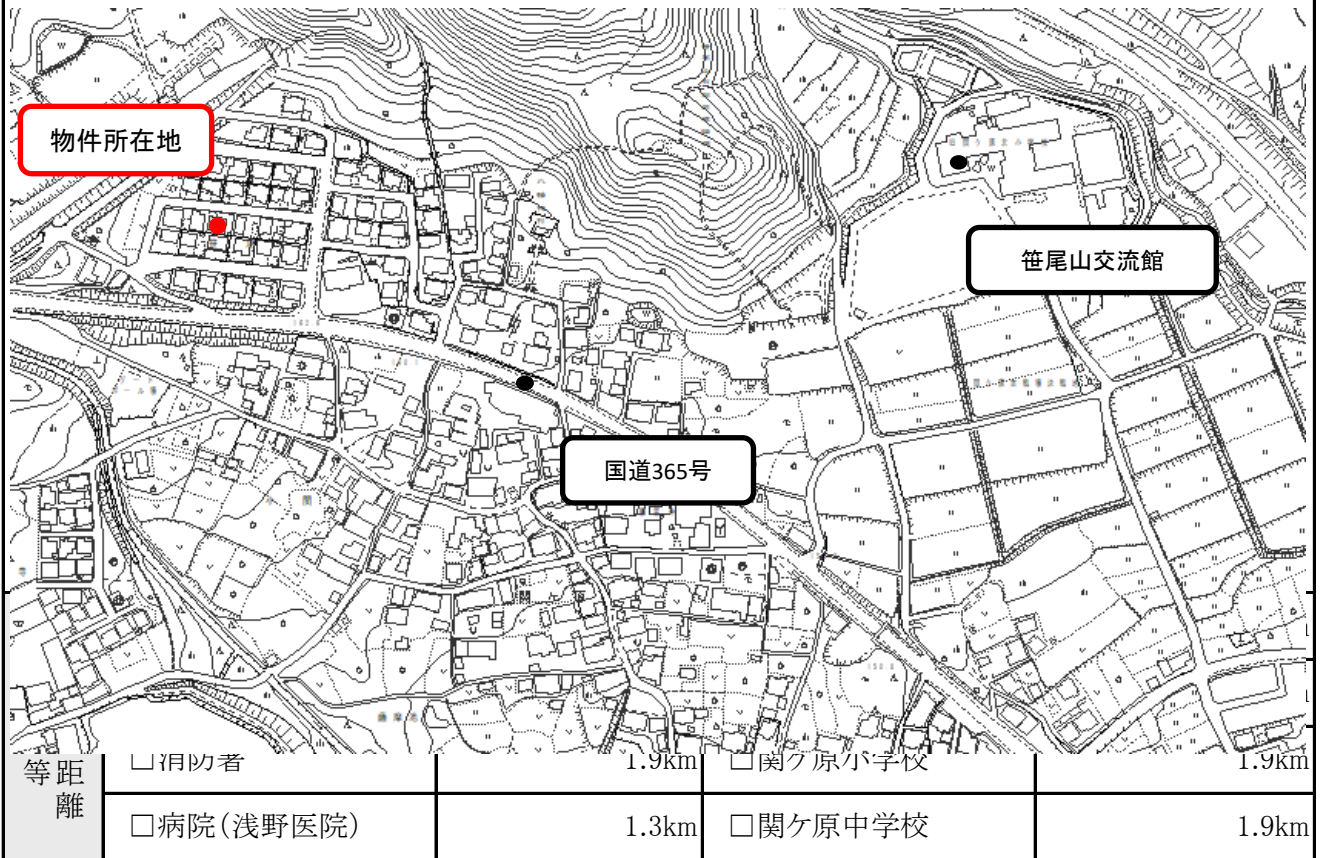 物件所在地
笹尾山交流館
国道365号
等距離
□消防署 1.9km □関ケ原小学校 1.9km
□病院(浅野医院) 1.3km □関ケ原中学校 1.9km